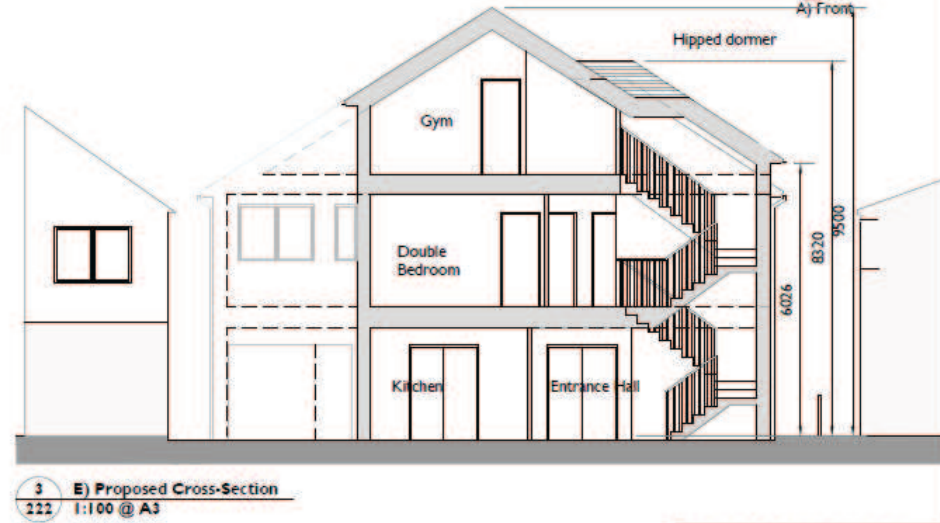 A) Front
Hipped dormer
Gym
Double
Bedroom
9500
8320
6026
Kitchen
Entrance Hall
3
222
E) Proposed Cross-Section
1:100 @ A3